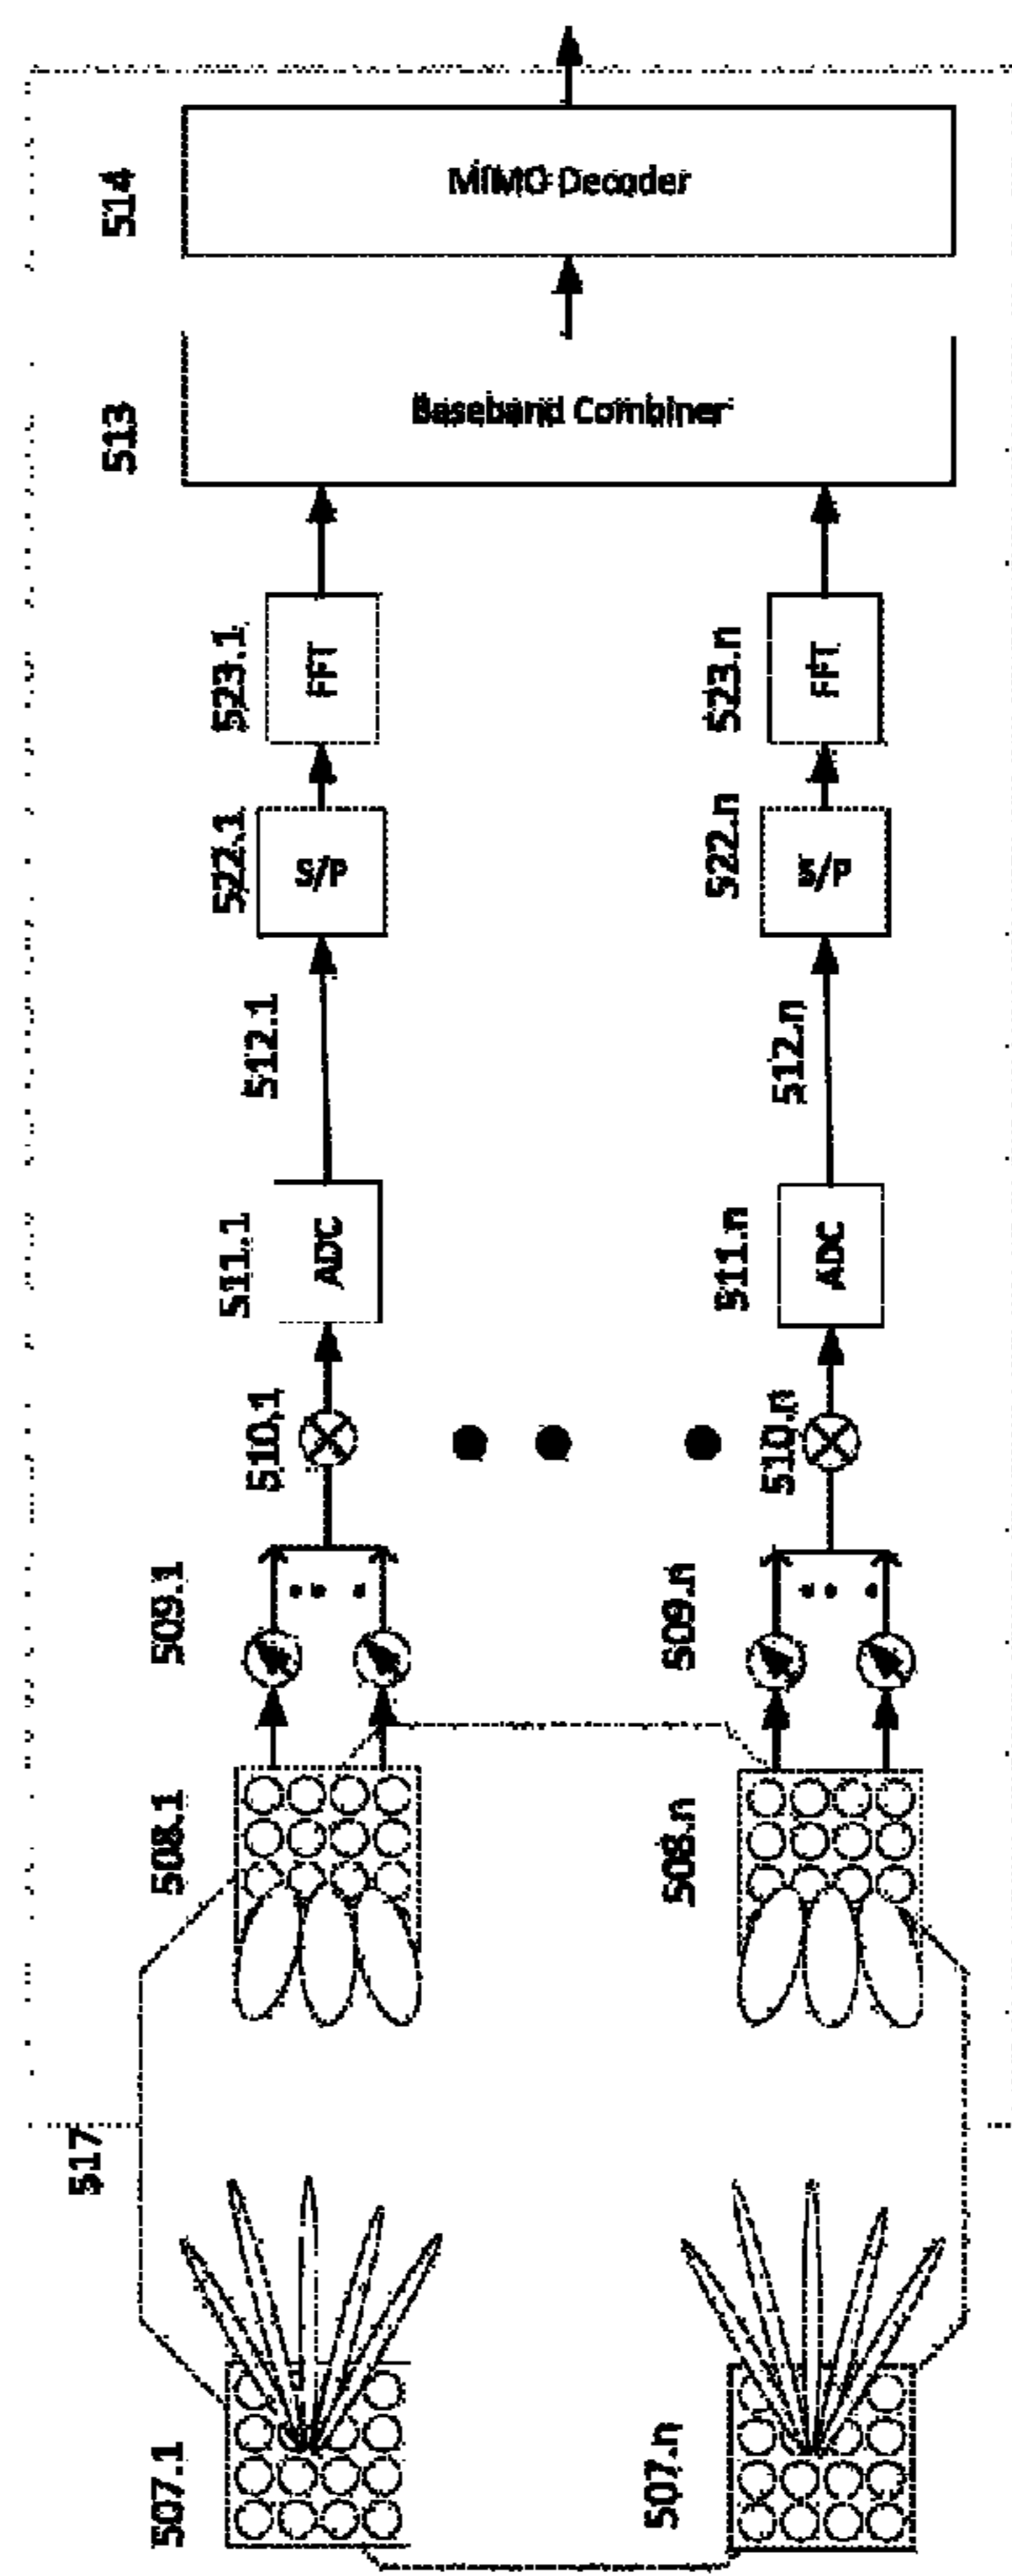 514
MIMO Decoder
513
Baseband Combiner
523.1
FFT
523.n
FFT
522.1
S/P
522.n
S/P
512.1
512.n
511.1
ADC
511.n
ADC
510.1
510.n
509.1
509.n
508.1
508.n
517
507.1
507.n